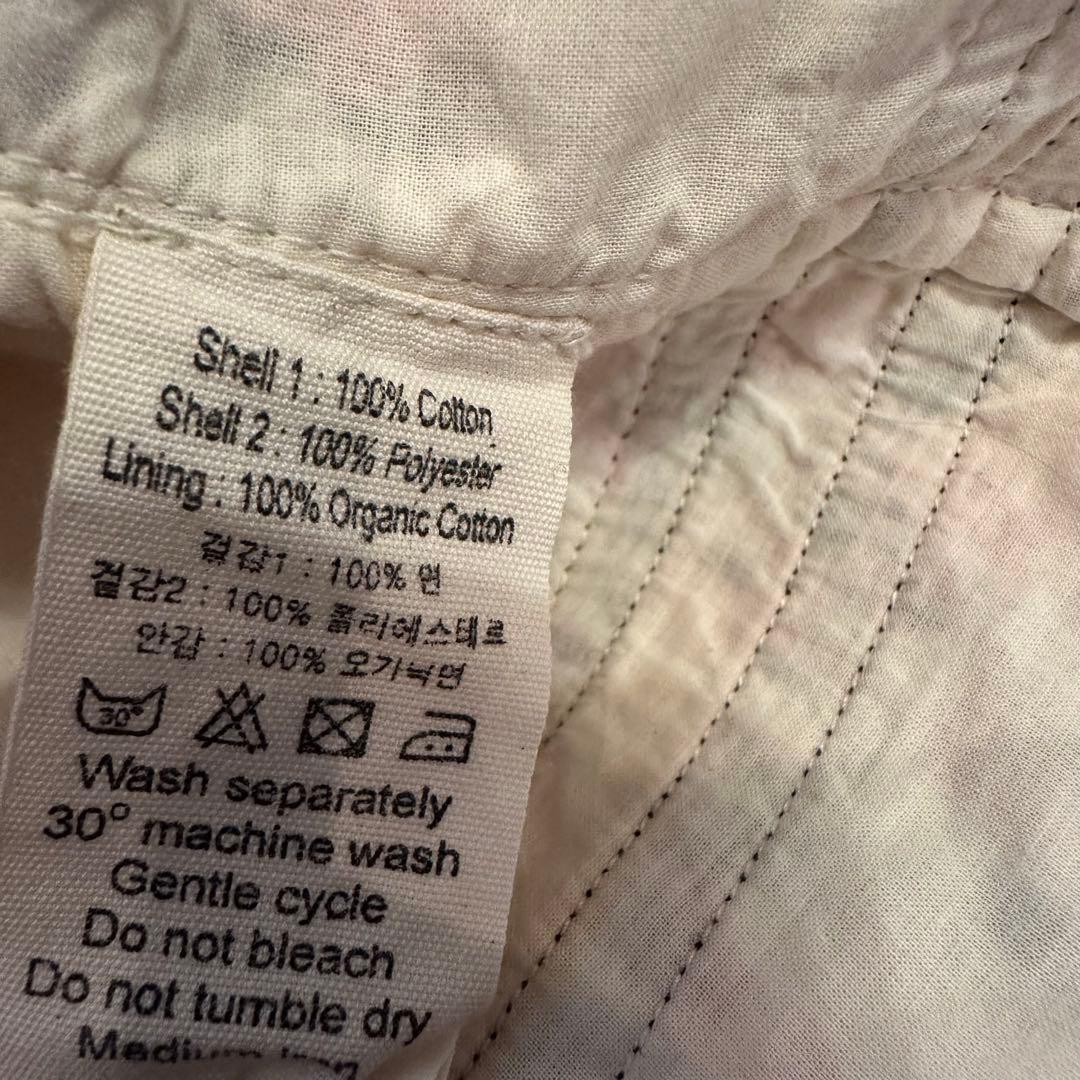 Shell 1 : 100% Cotton
Shell 2 : 100% Polyester
Lining : 100% Organic Cotton
겉감1 : 100% 면
겉감2 : 100% 폴리에스테르
안감 : 100% 오가닉면
30°
Wash separately
30° machine wash
Gentle cycle
Do not bleach
Do not tumble dry
Medium iron